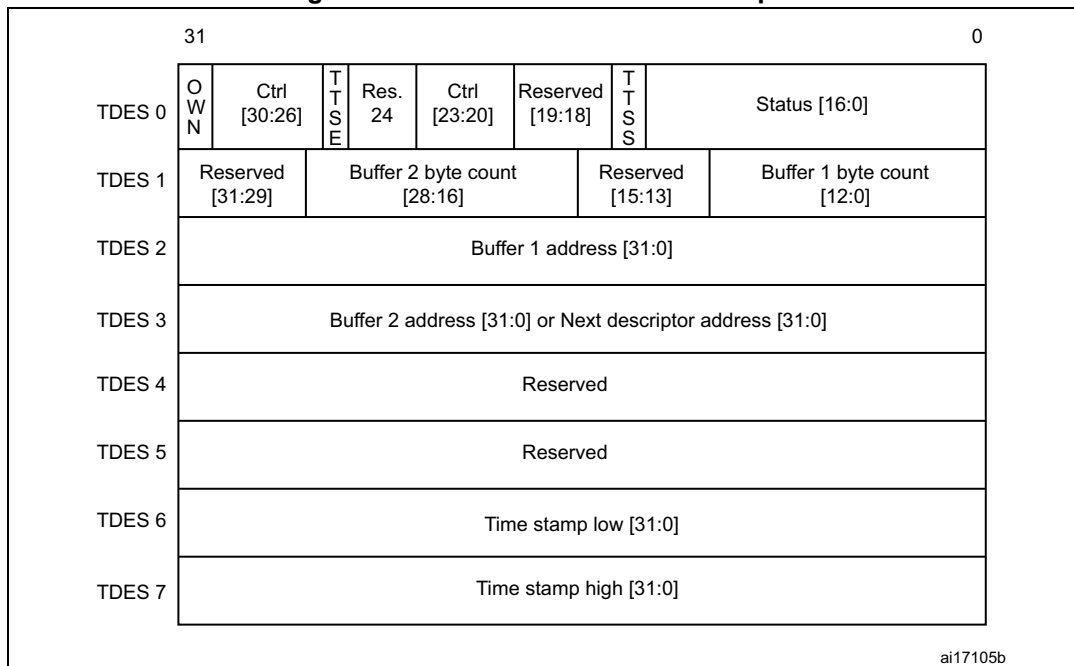 31 0
TDES 0 OWN Ctrl [30:26] TTSE Res. 24 Ctrl [23:20] Reserved [19:18] TTSS Status [16:0]
TDES 1 Reserved [31:29] Buffer 2 byte count [28:16] Reserved [15:13] Buffer 1 byte count [12:0]
TDES 2 Buffer 1 address [31:0]
TDES 3 Buffer 2 address [31:0] or Next descriptor address [31:0]
TDES 4 Reserved
TDES 5 Reserved
TDES 6 Time stamp low [31:0]
TDES 7 Time stamp high [31:0]
ai17105b